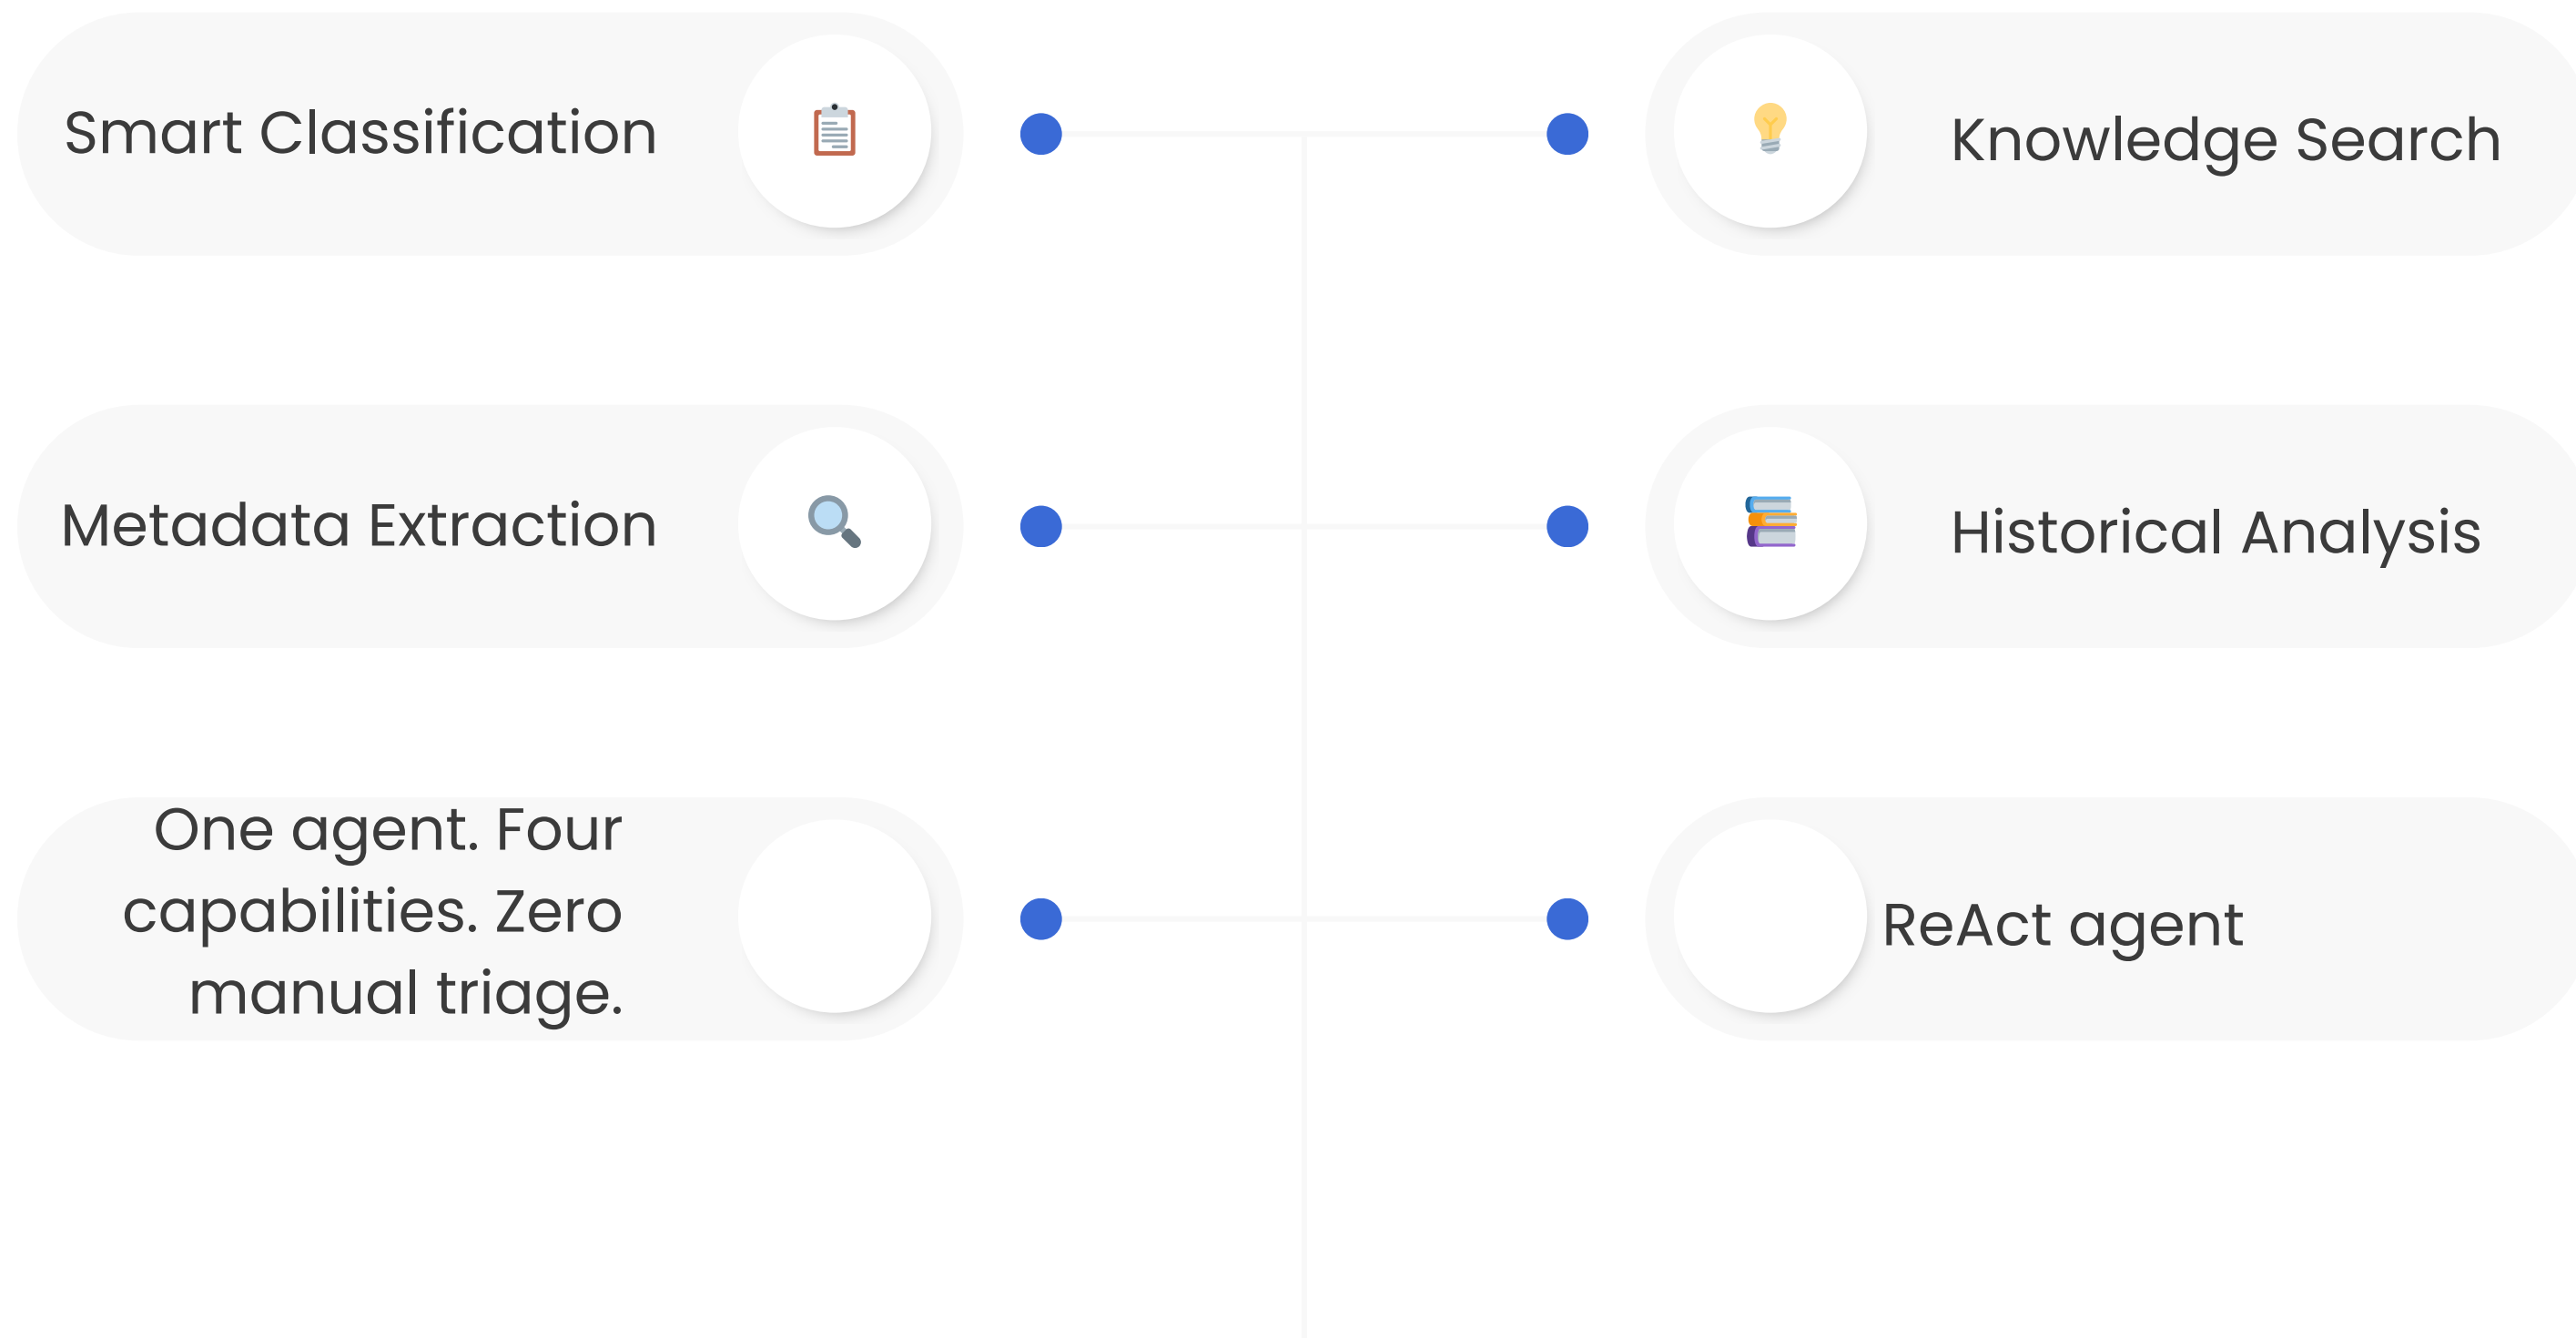 Smart Classification
Knowledge Search
Metadata Extraction
Historical Analysis
One agent. Four
capabilities. Zero
manual triage.
ReAct agent